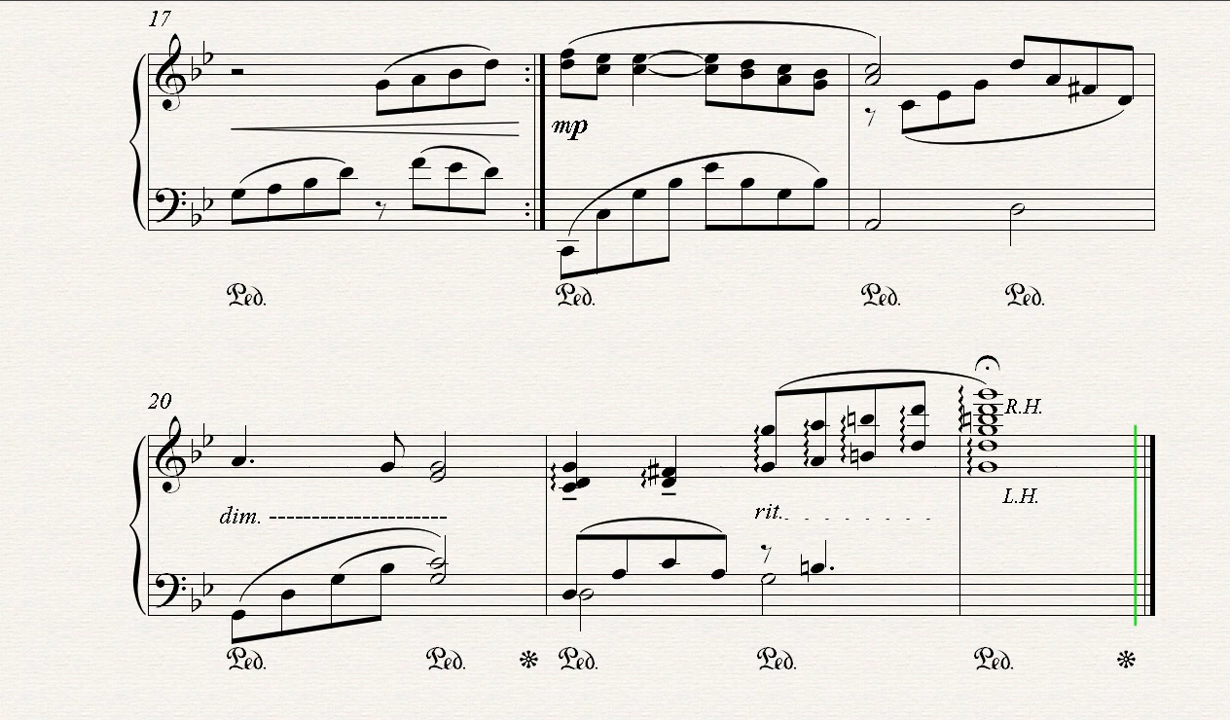 17
mp
Ped. Ped. Ped. Ped.
20
R.H.
L.H.
dim. rit.
Ped. Ped. Ped. Ped. Ped.